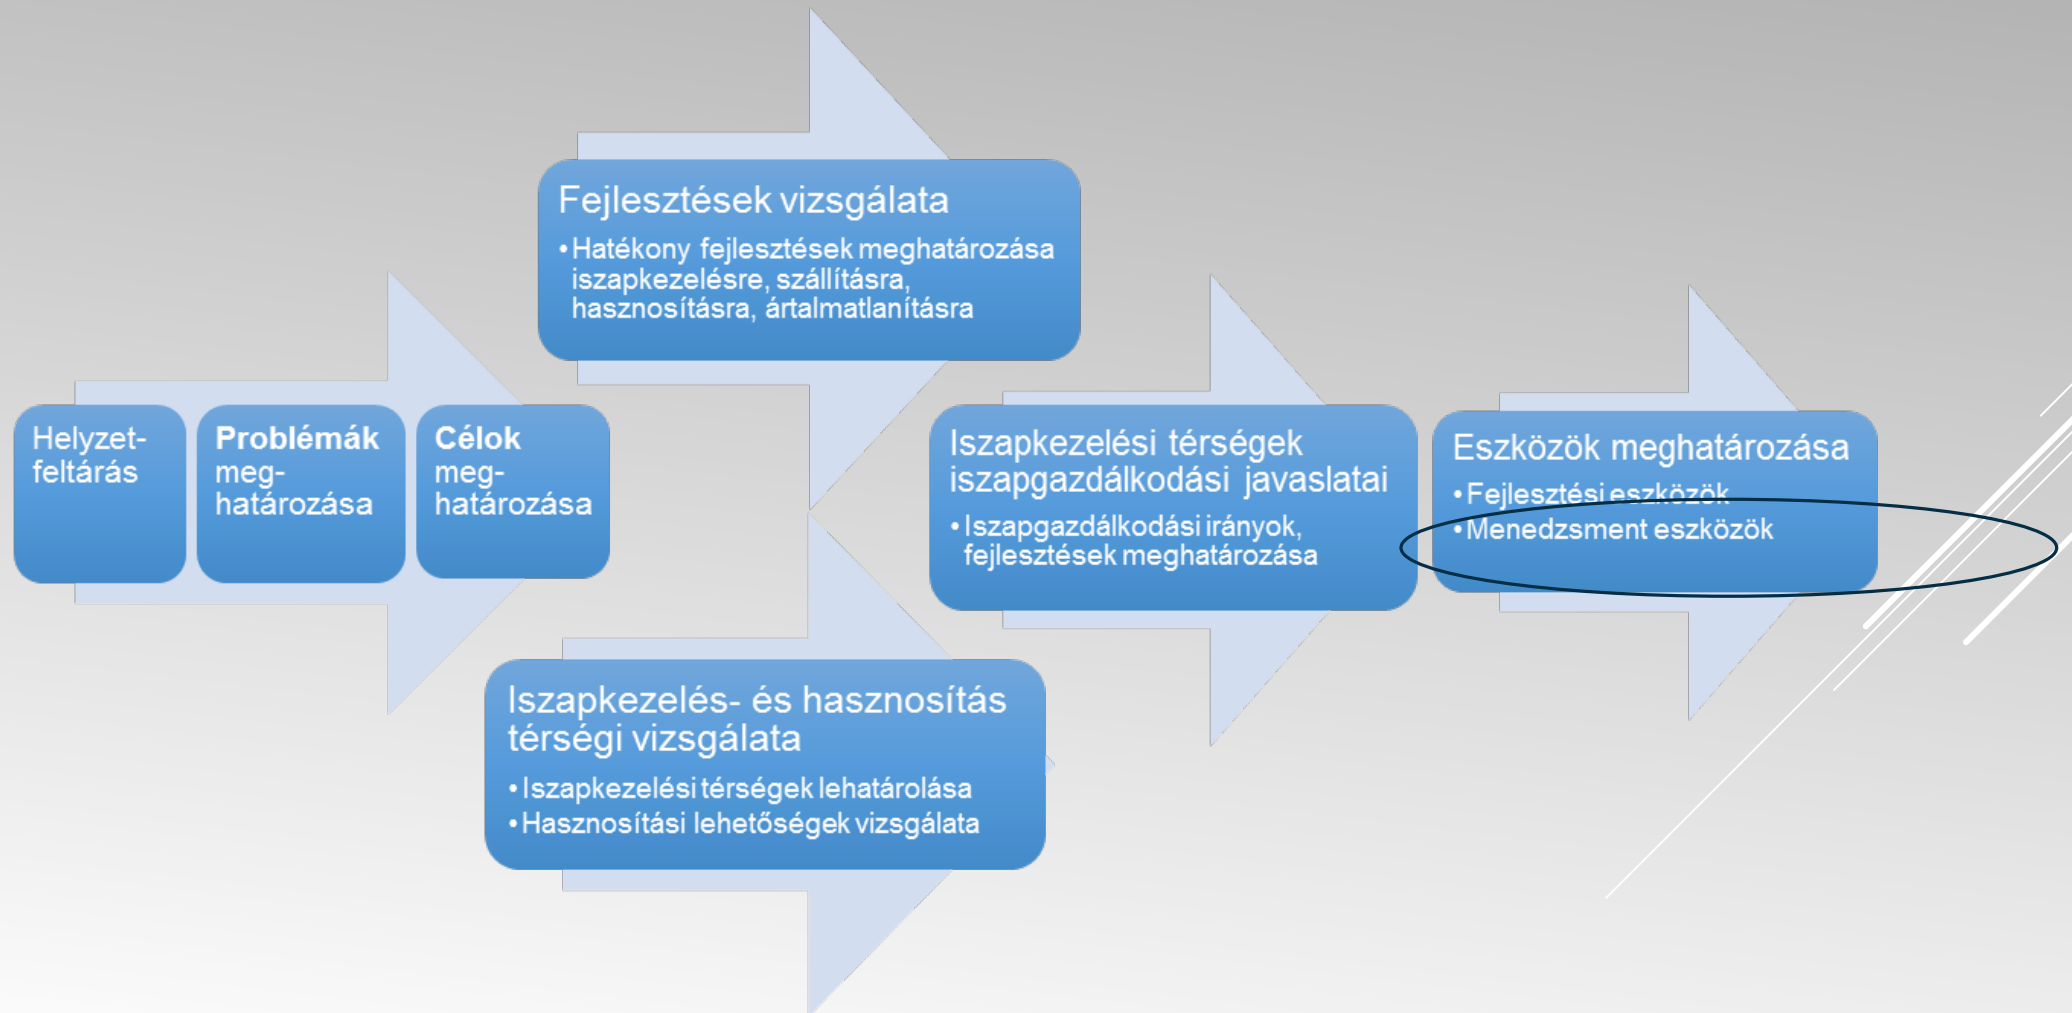 Helyzet-
feltárás
Problémák
meg-
határozása
Célok
meg-
határozása
Fejlesztések vizsgálata
•Hatékony fejlesztések meghatározása
iszapkezelésre, szállításra,
hasznosításra, ártalmatlanításra
Iszapkezelés- és hasznosítás
térségi vizsgálata
•Iszapkezelési térségek lehatárolása
•Hasznosítási lehetőségek vizsgálata
Iszapkezelési térségek
iszapgazdálkodási javaslatai
•Iszapgazdálkodási irányok,
fejlesztések meghatározása
Eszközök meghatározása
•Fejlesztési eszközök
•Menedzsment eszközök